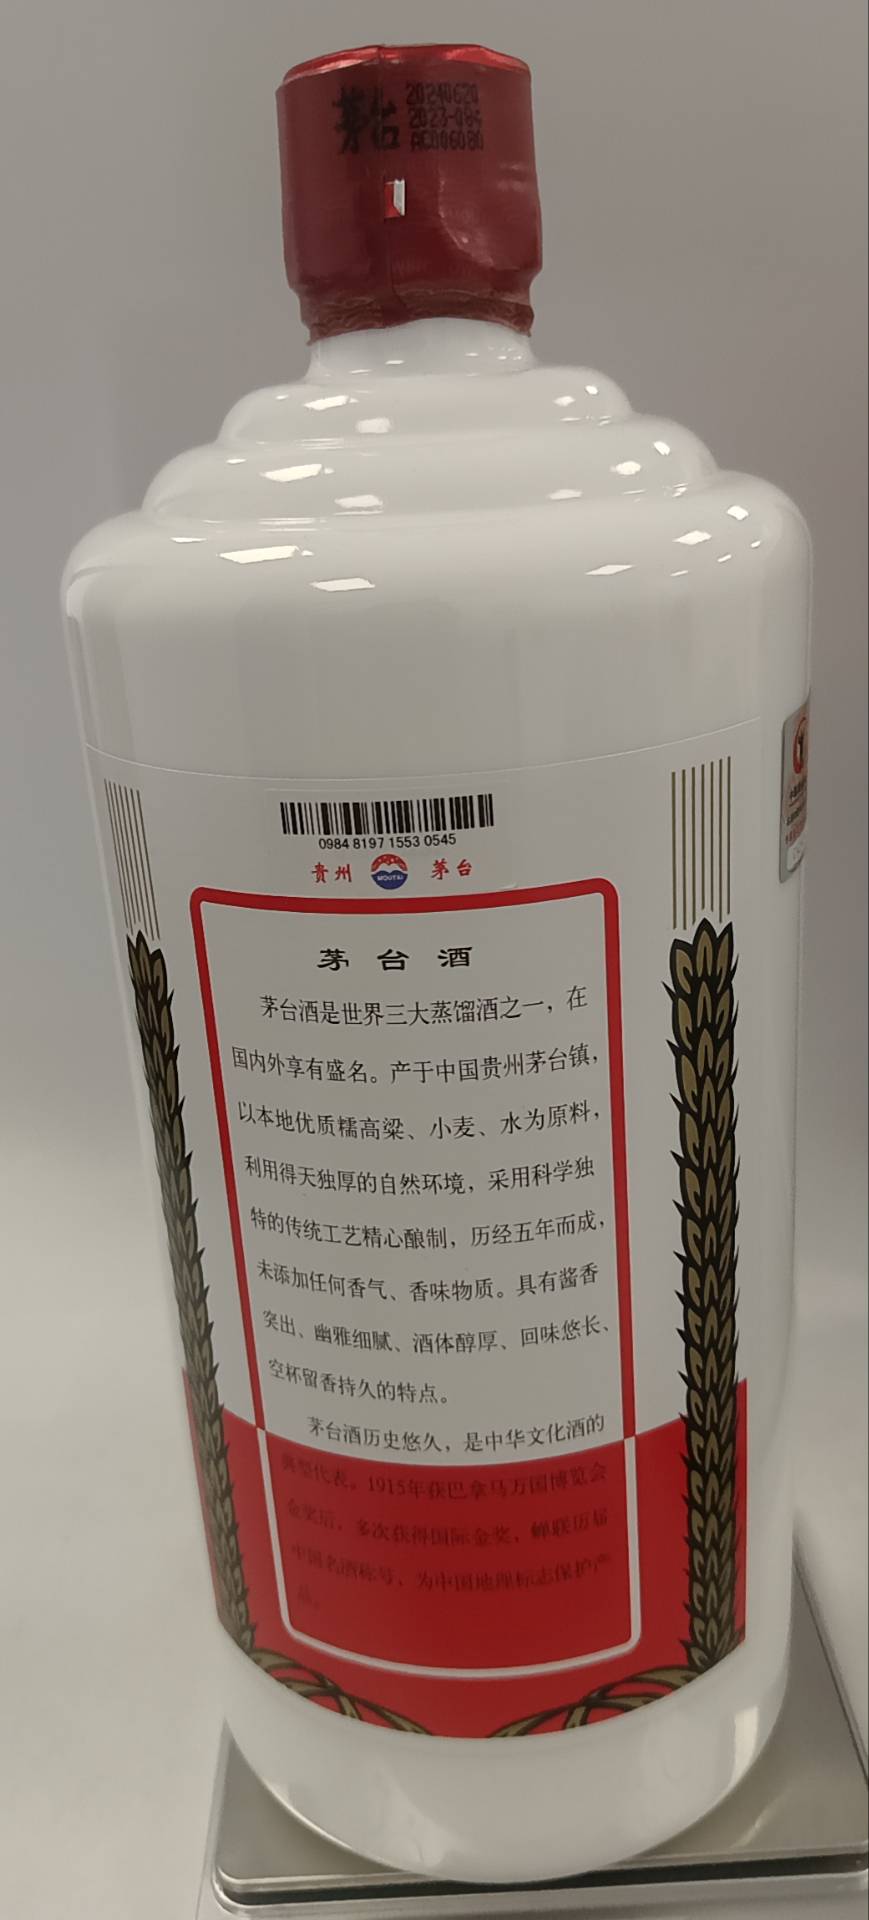 茅台
20240620
2023-084
AC006080
0984 8197 1553 0545
贵州 MOUTAI 茅台
茅台酒
茅台酒是世界三大蒸馏酒之一，在
国内外享有盛名。产于中国贵州茅台镇，
以本地优质糯高粱、小麦、水为原料，
利用得天独厚的自然环境，采用科学独
特的传统工艺精心酿制，历经五年而成，
未添加任何香气、香味物质。具有酱香
突出、幽雅细腻、酒体醇厚、回味悠长、
空杯留香持久的特点。
茅台酒历史悠久，是中华文化酒的
典型代表。1915年获巴拿马万国博览会
金奖后，多次获得国际金奖，蝉联历届
中国名酒称号，为中国地理标志保护产
品。